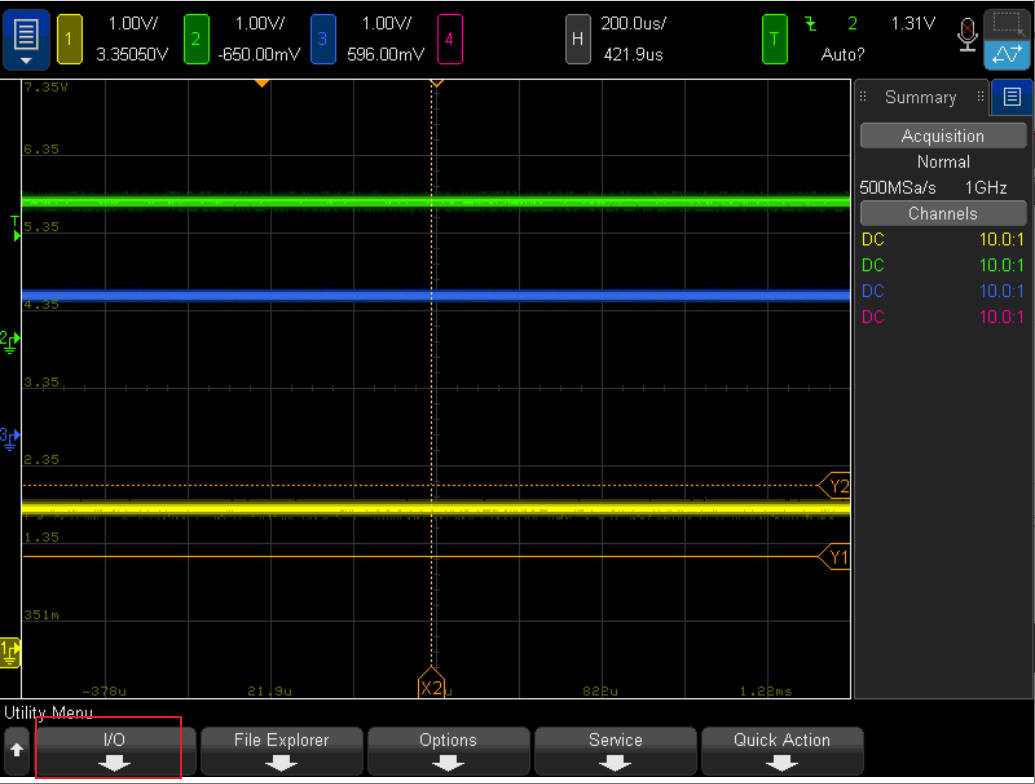 1 1.00V/ 3.35050V
2 1.00V/ -650.00mV
3 1.00V/ 596.00mV
4
H 200.0us/ 421.9us
T 2 1.31V
Auto?
7.35V
6.35
5.35
4.35
3.35
2.35
1.35
351m
T
2
3
1
Y2
Y1
-378u 21.9u X2 u 822u 1.22ms
Summary
Acquisition
Normal
500MSa/s 1GHz
Channels
DC 10.0:1
DC 10.0:1
DC 10.0:1
DC 10.0:1
Utility Menu
I/O File Explorer Options Service Quick Action